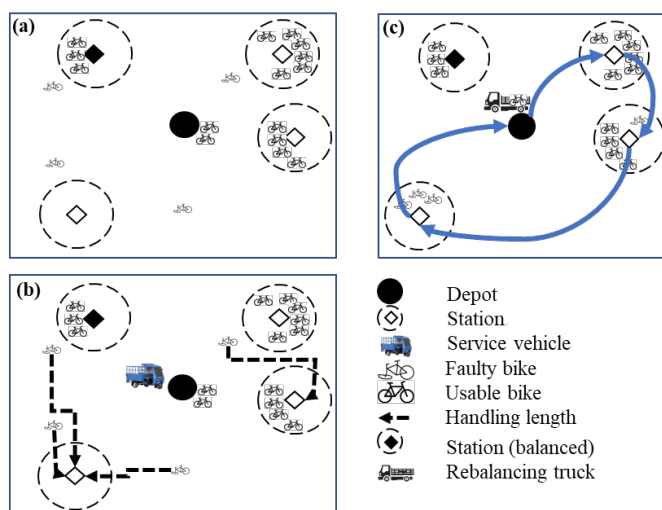 (a)
(c)
(b)
Depot
Station
Service vehicle
Faulty bike
Usable bike
Handling length
Station (balanced)
Rebalancing truck